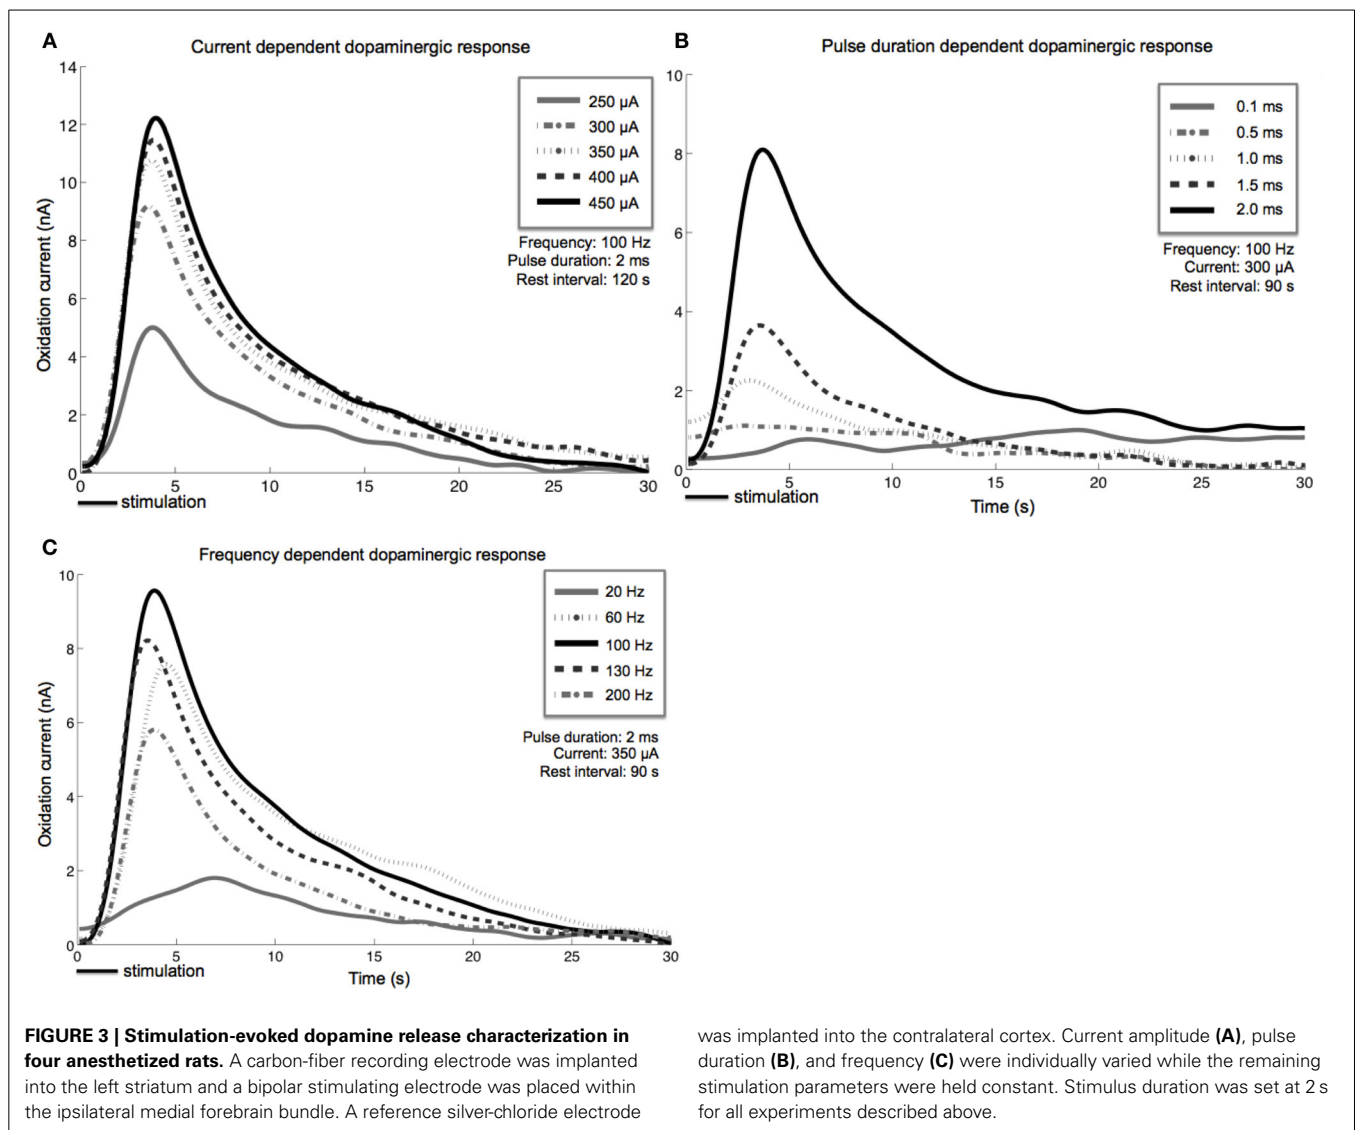 A
Current dependent dopaminergic response
14
12
10
8
6
4
2
0
Oxidation current (nA)
250 µA
300 µA
350 µA
400 µA
450 µA
Frequency: 100 Hz
Pulse duration: 2 ms
Rest interval: 120 s
0 5 10 15 20 25 30
stimulation
B
Pulse duration dependent dopaminergic response
10
8
6
4
2
0
0.1 ms
0.5 ms
1.0 ms
1.5 ms
2.0 ms
Frequency: 100 Hz
Current: 300 µA
Rest interval: 90 s
0 5 10 15 20 25 30
stimulation
Time (s)
C
Frequency dependent dopaminergic response
10
8
6
4
2
0
Oxidation current (nA)
20 Hz
60 Hz
100 Hz
130 Hz
200 Hz
Pulse duration: 2 ms
Current: 350 µA
Rest interval: 90 s
0 5 10 15 20 25 30
stimulation
Time (s)
FIGURE 3 | Stimulation-evoked dopamine release characterization in
four anesthetized rats. A carbon-fiber recording electrode was implanted
into the left striatum and a bipolar stimulating electrode was placed within
the ipsilateral medial forebrain bundle. A reference silver-chloride electrode
was implanted into the contralateral cortex. Current amplitude (A), pulse
duration (B), and frequency (C) were individually varied while the remaining
stimulation parameters were held constant. Stimulus duration was set at 2 s
for all experiments described above.